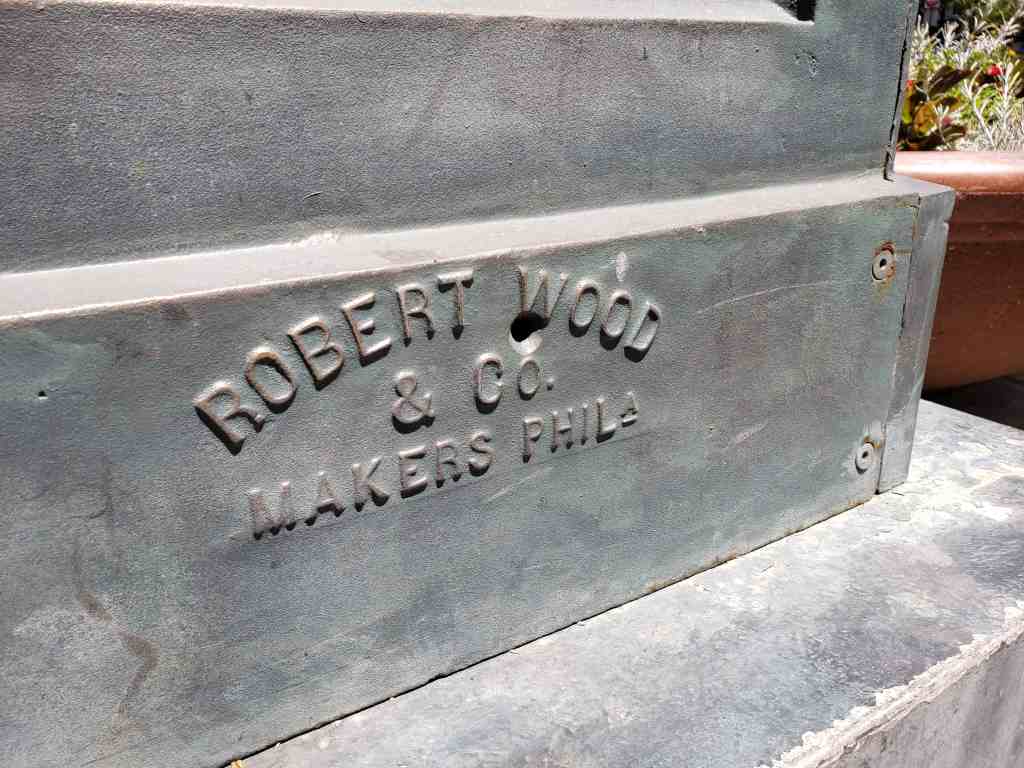 ROBERT WOOD
& CO.
MAKERS PHILA